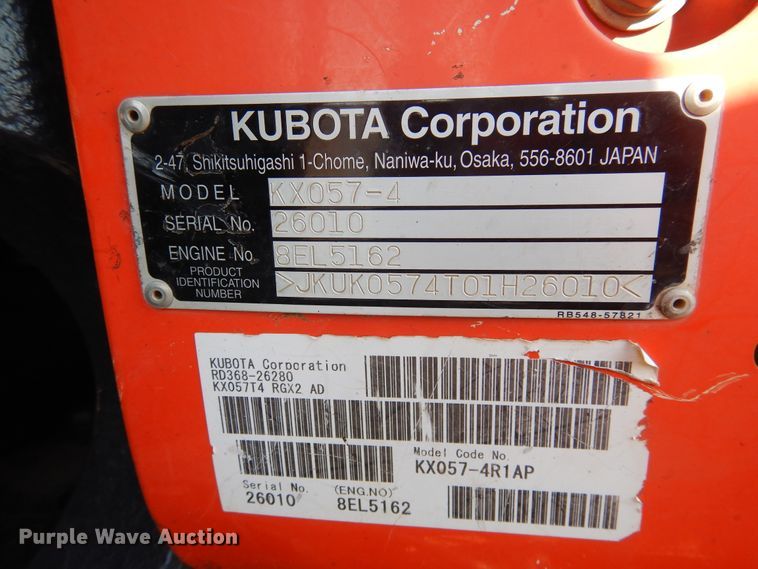 KUBOTA Corporation
2-47, Shikitsuhigashi 1-Chome, Naniwa-ku, Osaka, 556-8601 JAPAN
MODEL KX057-4
SERIAL No. 26010
ENGINE No. 8EL5162
PRODUCT IDENTIFICATION NUMBER >JKUK0574T01H26010<
RB548-57821
KUBOTA Corporation
RD368-26280
KX057T4 RGX2 AD
Model Code No.
KX057-4R1AP
Serial No. (ENG.NO)
26010 8EL5162
Purple Wave Auction